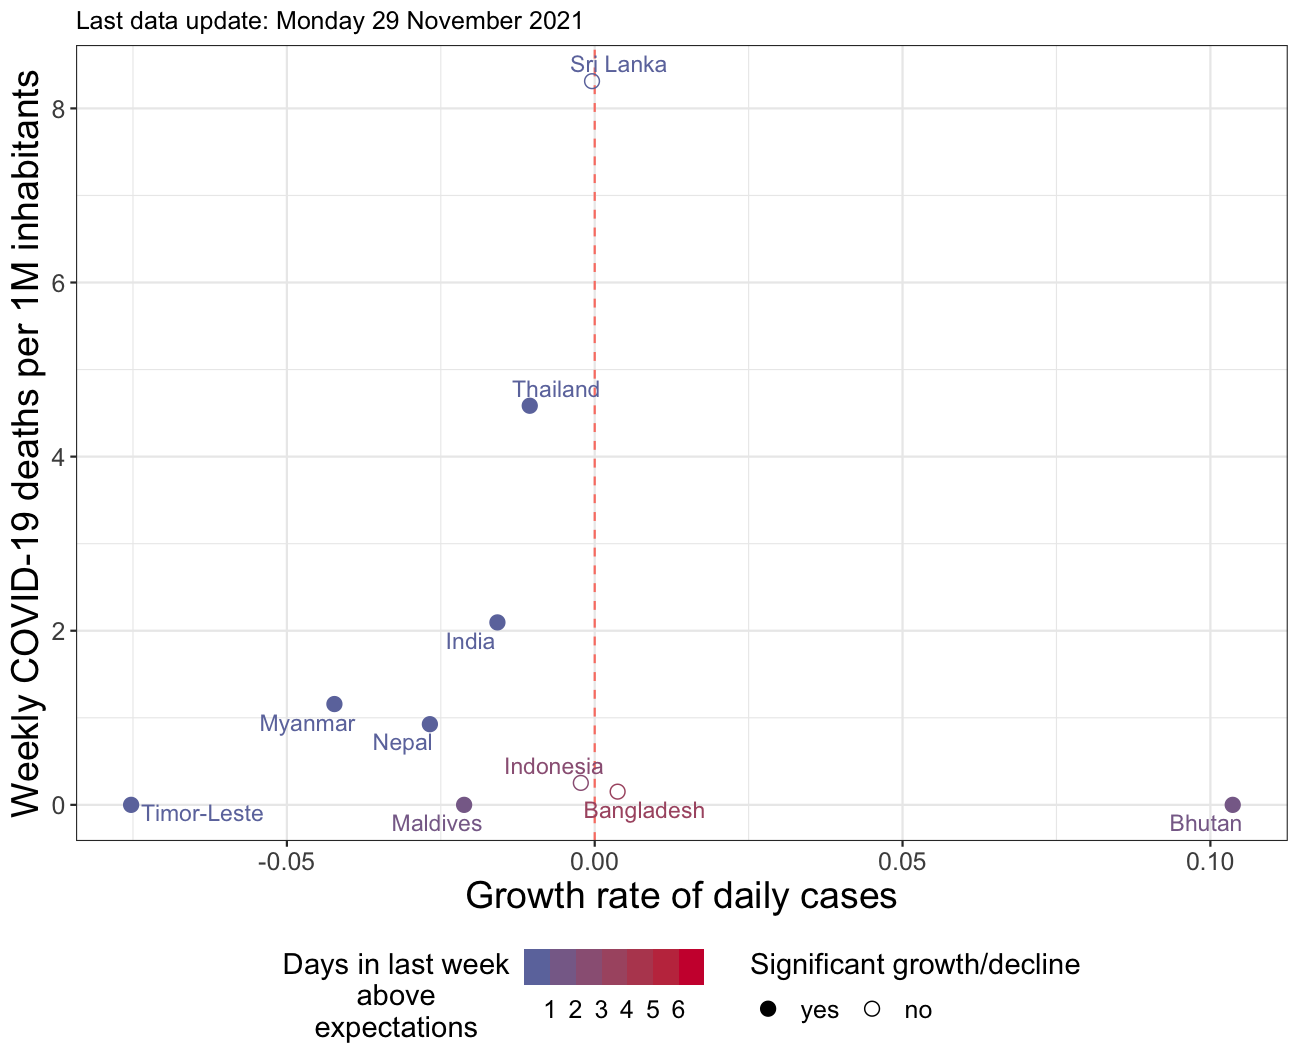 Last data update: Monday 29 November 2021
Weekly COVID-19 deaths per 1M inhabitants
8
6
4
2
0
Sri Lanka
Thailand
India
Myanmar
Nepal
Indonesia
Bangladesh
Timor-Leste
Maldives
Bhutan
-0.05
0.00
0.05
0.10
Growth rate of daily cases
Days in last week
above
expectations
1 2 3 4 5 6
Significant growth/decline
yes
no